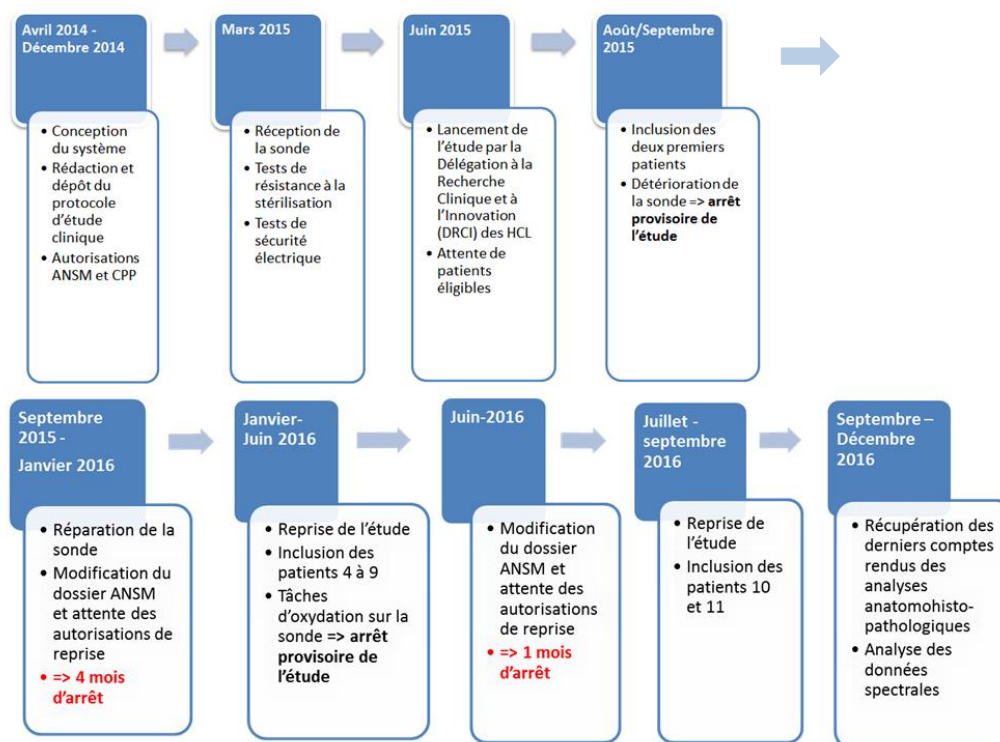 Avril 2014 -
Décembre 2014
• Conception
du système
• Rédaction et
dépôt du
protocole
d'étude
clinique
• Autorisations
ANSM et CPP
Mars 2015
• Réception de
la sonde
• Tests de
résistance à la
stérilisation
• Tests de
sécurité
électrique
Juin 2015
• Lancement de
l'étude par la
Délégation à la
Recherche
Clinique et à
l'Innovation
(DRCI) des HCL
• Attente de
patients
éligibles
Août/Septembre
2015
• Inclusion des
deux premiers
patients
• Détérioration de
la sonde => arrêt
provisoire de
l'étude
Septembre
2015 -
Janvier 2016
• Réparation de la
sonde
• Modification du
dossier ANSM
et attente des
autorisations de
reprise
• => 4 mois
d'arrêt
Janvier-
Juin 2016
• Reprise de l'étude
• Inclusion des
patients 4 à 9
• Tâches
d'oxydation sur la
sonde => arrêt
provisoire de
l'étude
Juin-2016
• Modification
du dossier
ANSM et
attente des
autorisations
de reprise
• => 1 mois
d'arrêt
Juillet -
septembre
2016
• Reprise de
l'étude
• Inclusion des
patients 10
et 11
Septembre –
Décembre
2016
• Récupération des
derniers comptes
rendus des
analyses
anatomohisto-
pathologiques
• Analyse des
données
spectrales